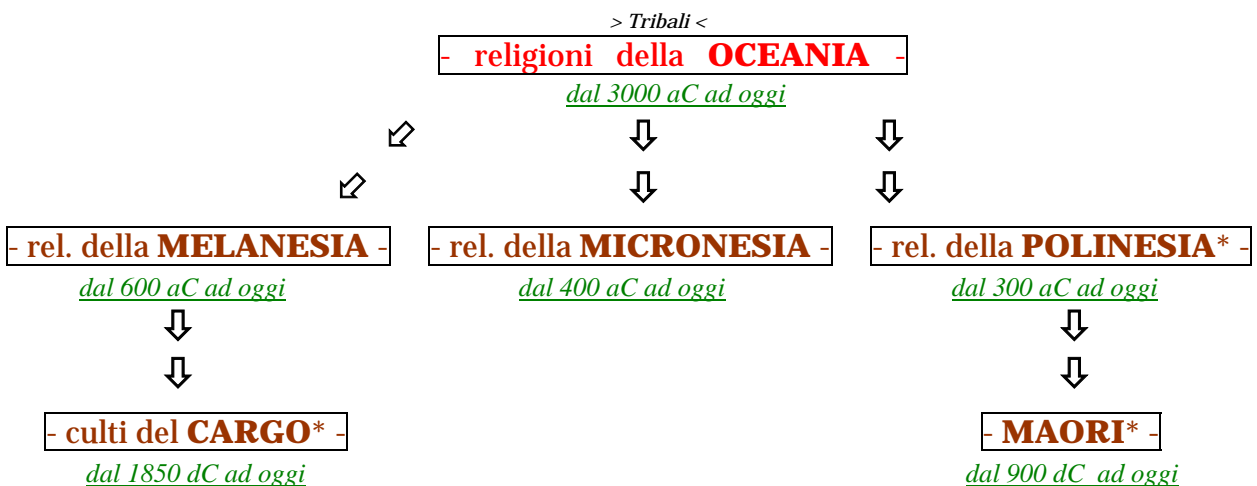 > Tribali <
- religioni della OCEANIA -
dal 3000 aC ad oggi
- rel. della MELANESIA -
dal 600 aC ad oggi
- rel. della MICRONESIA -
dal 400 aC ad oggi
- rel. della POLINESIA* -
dal 300 aC ad oggi
- culti del CARGO* -
dal 1850 dC ad oggi
- MAORI* -
dal 900 dC ad oggi